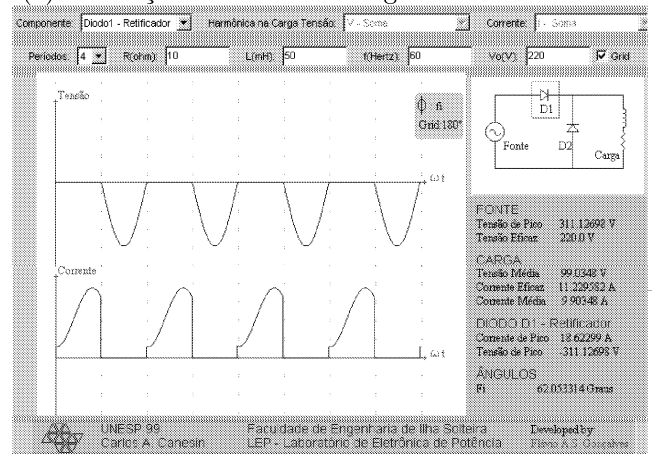 Componente: Diodo1 - Retificador Harmônica na Carga Tensão: V - Soma Corrente: I - Soma
Períodos: 4 R(ohm): 10 L(mH): 50 f(Hertz): 60 Vo(V): 220 Grid
Tensão
fi
Grid 180°
ωt
Corrente
ωt
D1
Fonte
D2
Carga
FONTE
Tensão de Pico 311.12698 V
Tensão Eficaz 220.0 V
CARGA
Tensão Média 99.0348 V
Corrente Eficaz 11.229582 A
Corrente Média 9.90348 A
DIODO D1 - Retificador
Corrente de Pico 18.62299 A
Tensão de Pico -311.12698 V
ÂNGULOS
Fi 62.053314 Graus
UNESP 99 Faculdade de Engenharia de Ilha Solteira Developed by
Carlos A. Canesin LEP - Laboratório de Eletrônica de Potência Flávio A.S. Gonçalves